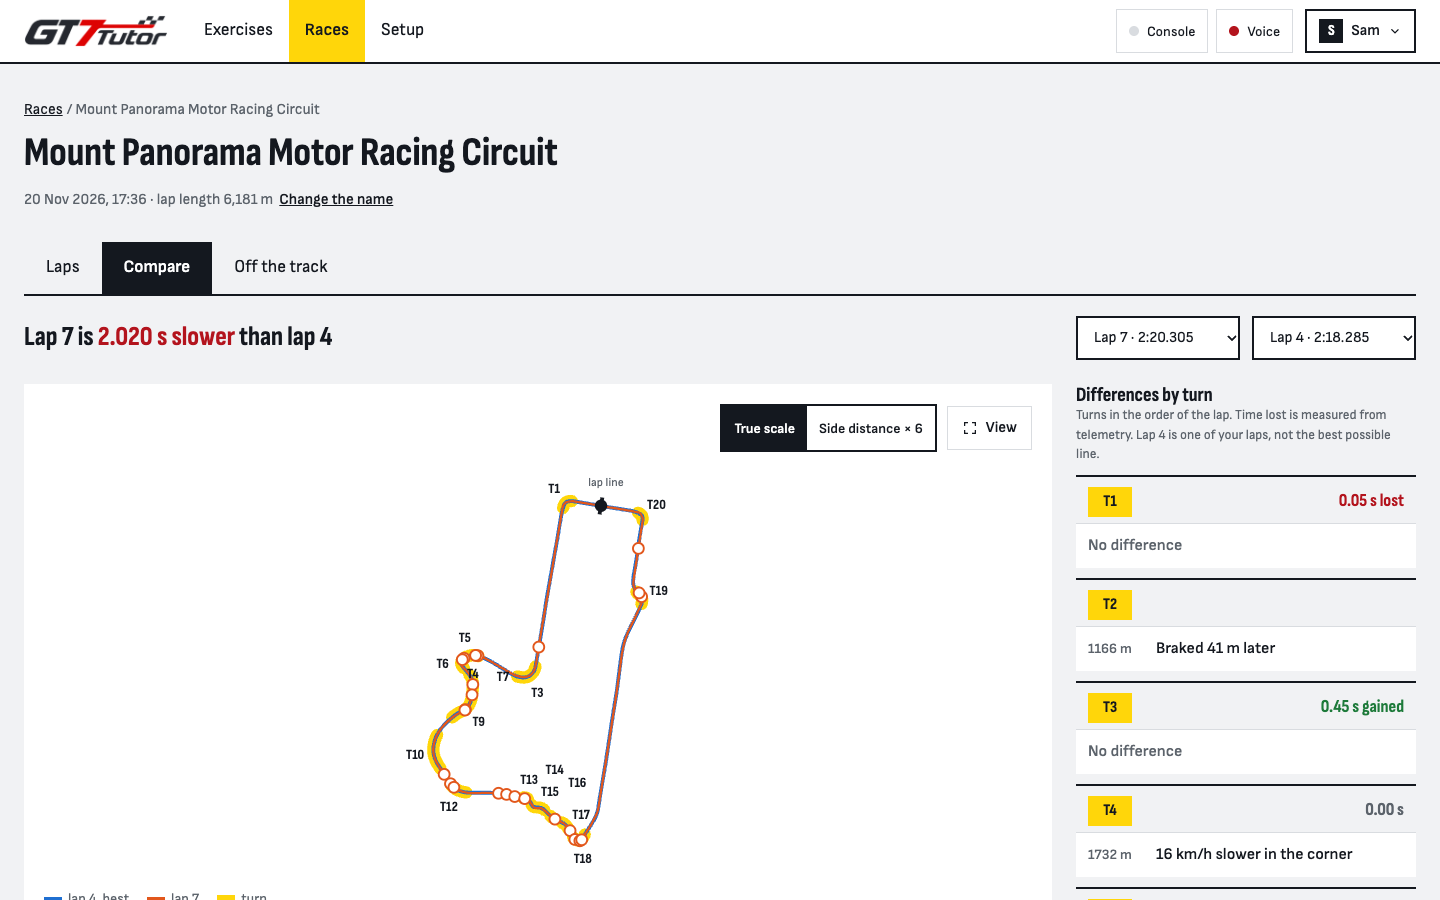 GT7Tutor
Exercises
Races
Setup
Console
Voice
S
Sam
Races / Mount Panorama Motor Racing Circuit
Mount Panorama Motor Racing Circuit
20 Nov 2026, 17:36 · lap length 6,181 m Change the name
Laps
Compare
Off the track
Lap 7 is 2.020 s slower than lap 4
Lap 7 · 2:20.305
Lap 4 · 2:18.285
True scale
Side distance × 6
View
lap line
T1
T20
T19
T5
T6
T4
T7
T3
T9
T10
T12
T13
T14
T15
T16
T17
T18
lap 4, best
lap 7
turn
Differences by turn
Turns in the order of the lap. Time lost is measured from
telemetry. Lap 4 is one of your laps, not the best possible
line.
T1
0.05 s lost
No difference
T2
1166 m Braked 41 m later
T3
0.45 s gained
No difference
T4
0.00 s
1732 m 16 km/h slower in the corner